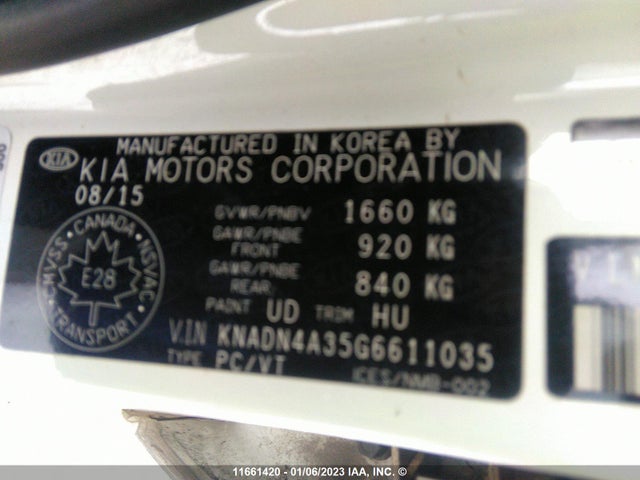 MANUFACTURED IN KOREA BY
KIA
KIA MOTORS CORPORATION
08/15
GVWR/PNBV 1660 KG
GAWR/PNBE FRONT 920 KG
GAWR/PNBE REAR 840 KG
PAINT UD TRIM HU
MVSS-CANADA-NSVAC
E28
TRANSPORT
V.IN KNADN4A35G6611035
TYPE PC/VT
ICES/NMB-002
11661420 - 01/06/2023 IAA, INC. ©